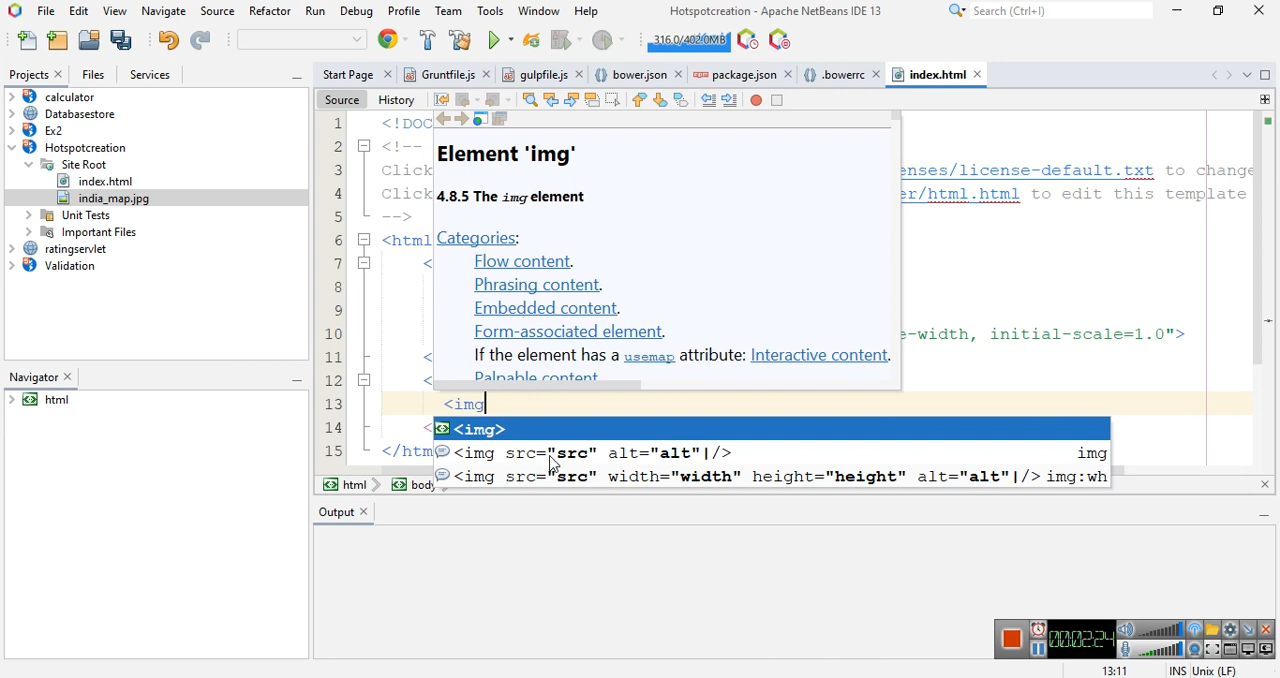 File Edit View Navigate Source Refactor Run Debug Profile Team Tools Window Help Hotspotcreation - Apache NetBeans IDE 13 Search (Ctrl+I)
316.0/402.0MB
Projects Files Services Start Page Gruntfile.js gulpfile.js bower.json package.json .bowerrc index.html
Source History
calculator
Databasestore
Ex2
Hotspotcreation
Site Root
index.html
india_map.jpg
Unit Tests
Important Files
ratingservlet
Validation
Navigator
html
1 <!DOC
2 <!--
3 Click enses/license-default.txt to change
4 Click er/html.html to edit this template
5 -->
6 <html
7 <
8
9
10 e-width, initial-scale=1.0">
11 <
12 <
13 <img
14 <
15 </htm
Element 'img'
4.8.5 The img element
Categories:
Flow content.
Phrasing content.
Embedded content.
Form-associated element.
If the element has a usemap attribute: Interactive content.
Palpable content
<img>
<img src="src" alt="alt"|/> img
<img src="src" width="width" height="height" alt="alt"|/> img:wh
html body
Output
00:02:24
13:11 INS Unix (LF)